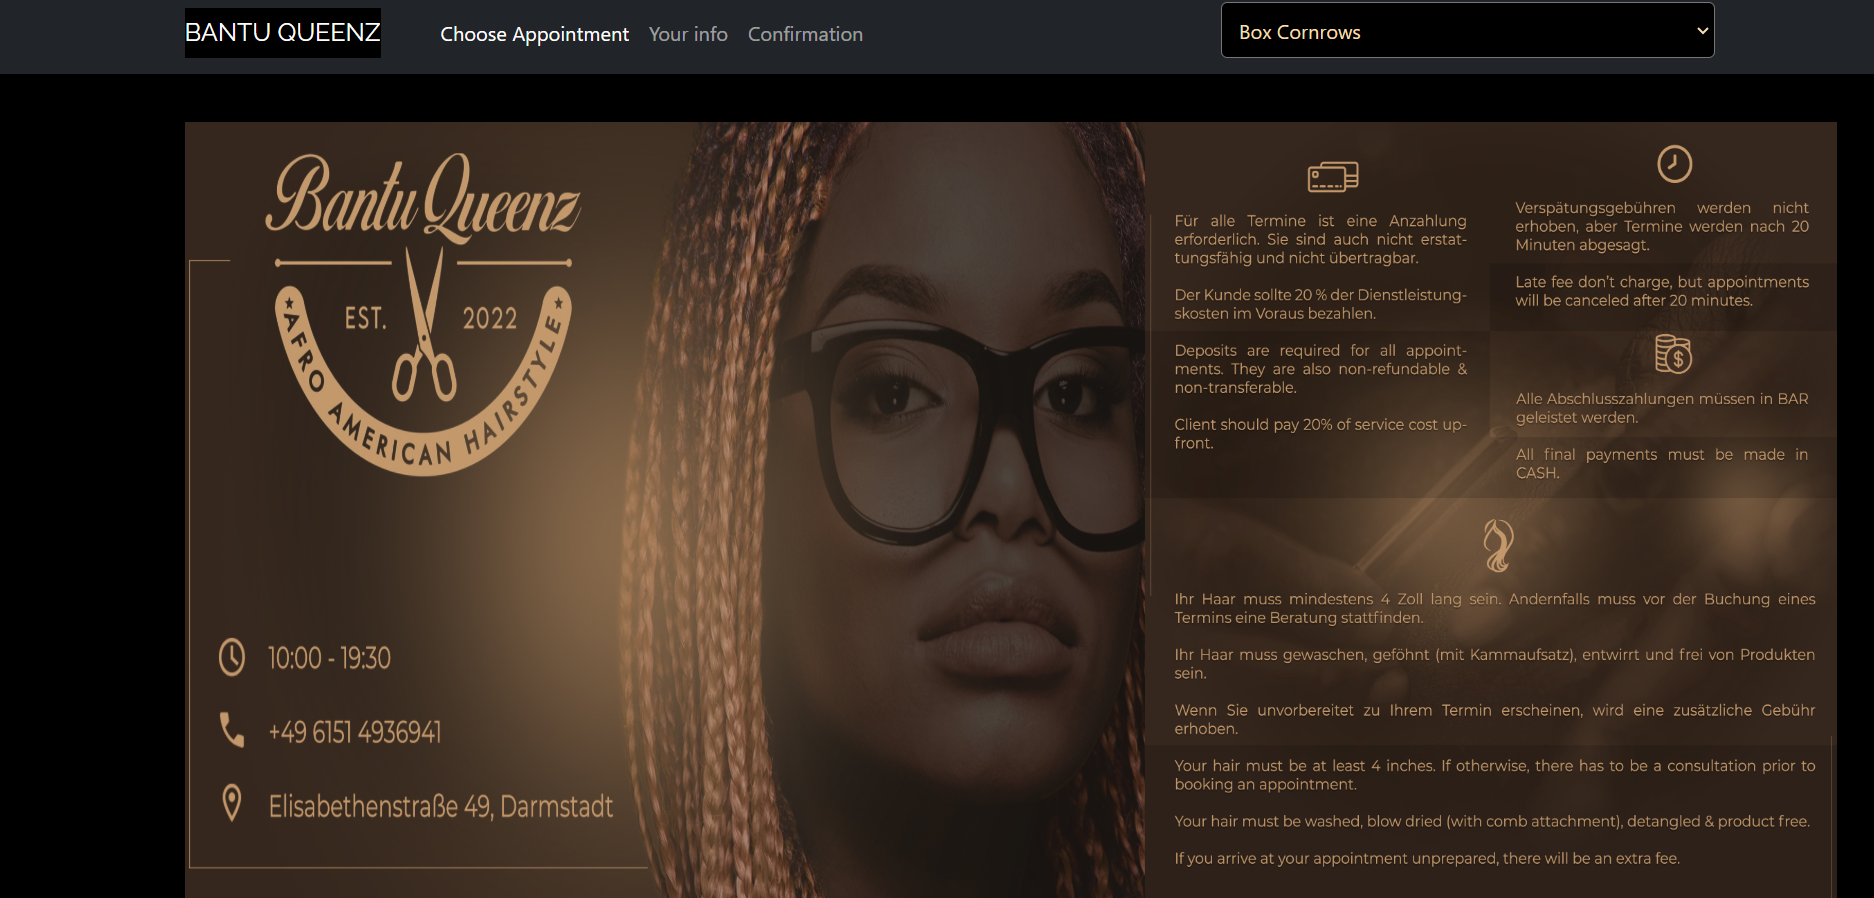 BANTU QUEENZ
Choose Appointment
Your info
Confirmation
Box Cornrows
Bantu Queenz
EST. 2022
AFRO AMERICAN HAIRSTYLE
10:00 - 19:30
+49 6151 4936941
Elisabethenstraße 49, Darmstadt
Für alle Termine ist eine Anzahlung
erforderlich. Sie sind auch nicht erstat-
tungsfähig und nicht übertragbar.
Der Kunde sollte 20 % der Dienstleistung-
skosten im Voraus bezahlen.
Deposits are required for all appoint-
ments. They are also non-refundable &
non-transferable.
Client should pay 20% of service cost up-
front.
Verspätungsgebühren werden nicht
erhoben, aber Termine werden nach 20
Minuten abgesagt.
Late fee don't charge, but appointments
will be canceled after 20 minutes.
Alle Abschlusszahlungen müssen in BAR
geleistet werden.
All final payments must be made in
CASH.
Ihr Haar muss mindestens 4 Zoll lang sein. Andernfalls muss vor der Buchung eines
Termins eine Beratung stattfinden.
Ihr Haar muss gewaschen, geföhnt (mit Kammaufsatz), entwirrt und frei von Produkten
sein.
Wenn Sie unvorbereitet zu Ihrem Termin erscheinen, wird eine zusätzliche Gebühr
erhoben.
Your hair must be at least 4 inches. If otherwise, there has to be a consultation prior to
booking an appointment.
Your hair must be washed, blow dried (with comb attachment), detangled & product free.
If you arrive at your appointment unprepared, there will be an extra fee.